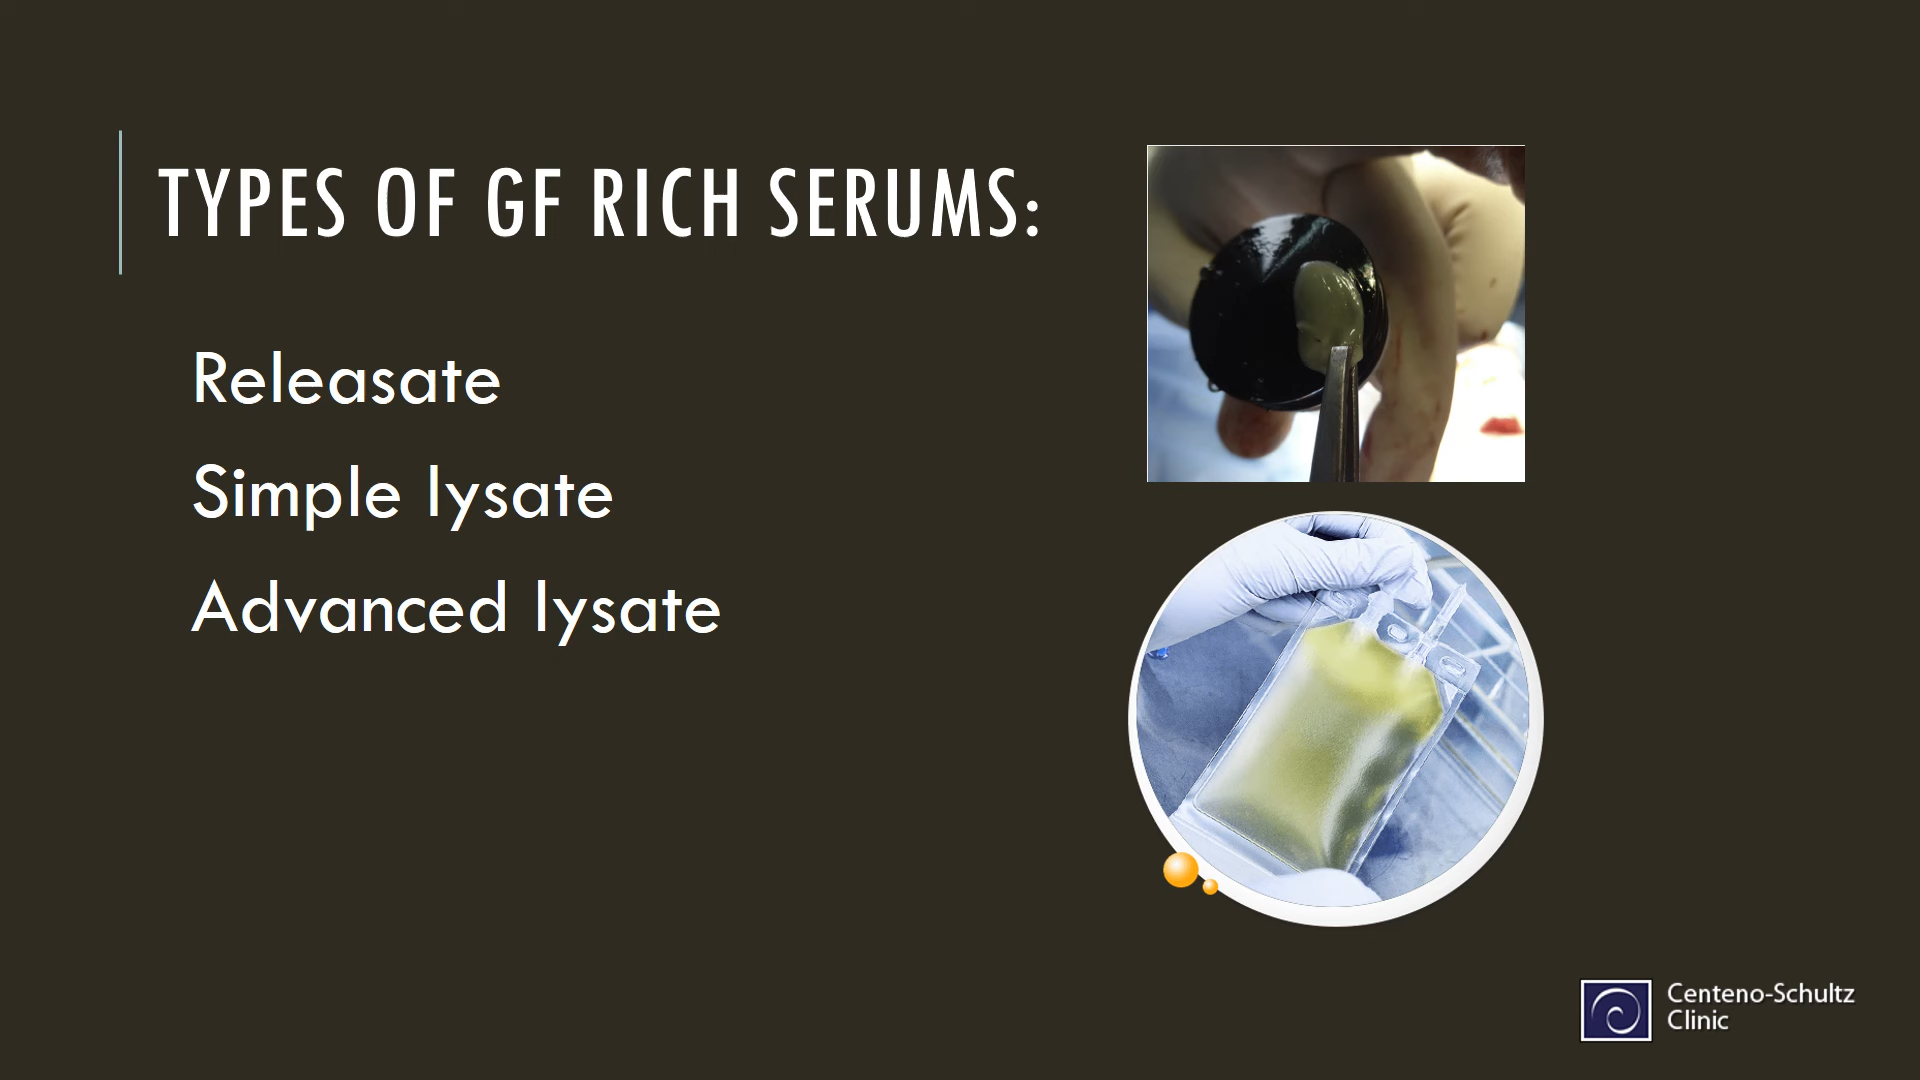 TYPES OF GF RICH SERUMS:
Releasate
Simple lysate
Advanced lysate
Centeno-Schultz
Clinic